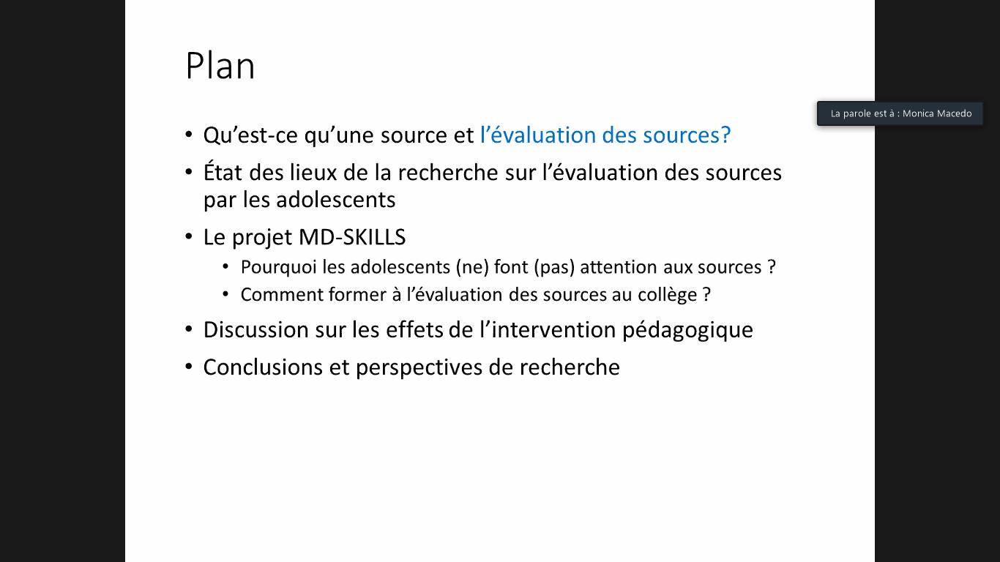 Plan
La parole est à : Monica Macedo
• Qu’est-ce qu’une source et l’évaluation des sources?
• État des lieux de la recherche sur l’évaluation des sources
par les adolescents
• Le projet MD-SKILLS
• Pourquoi les adolescents (ne) font (pas) attention aux sources ?
• Comment former à l’évaluation des sources au collège ?
• Discussion sur les effets de l’intervention pédagogique
• Conclusions et perspectives de recherche